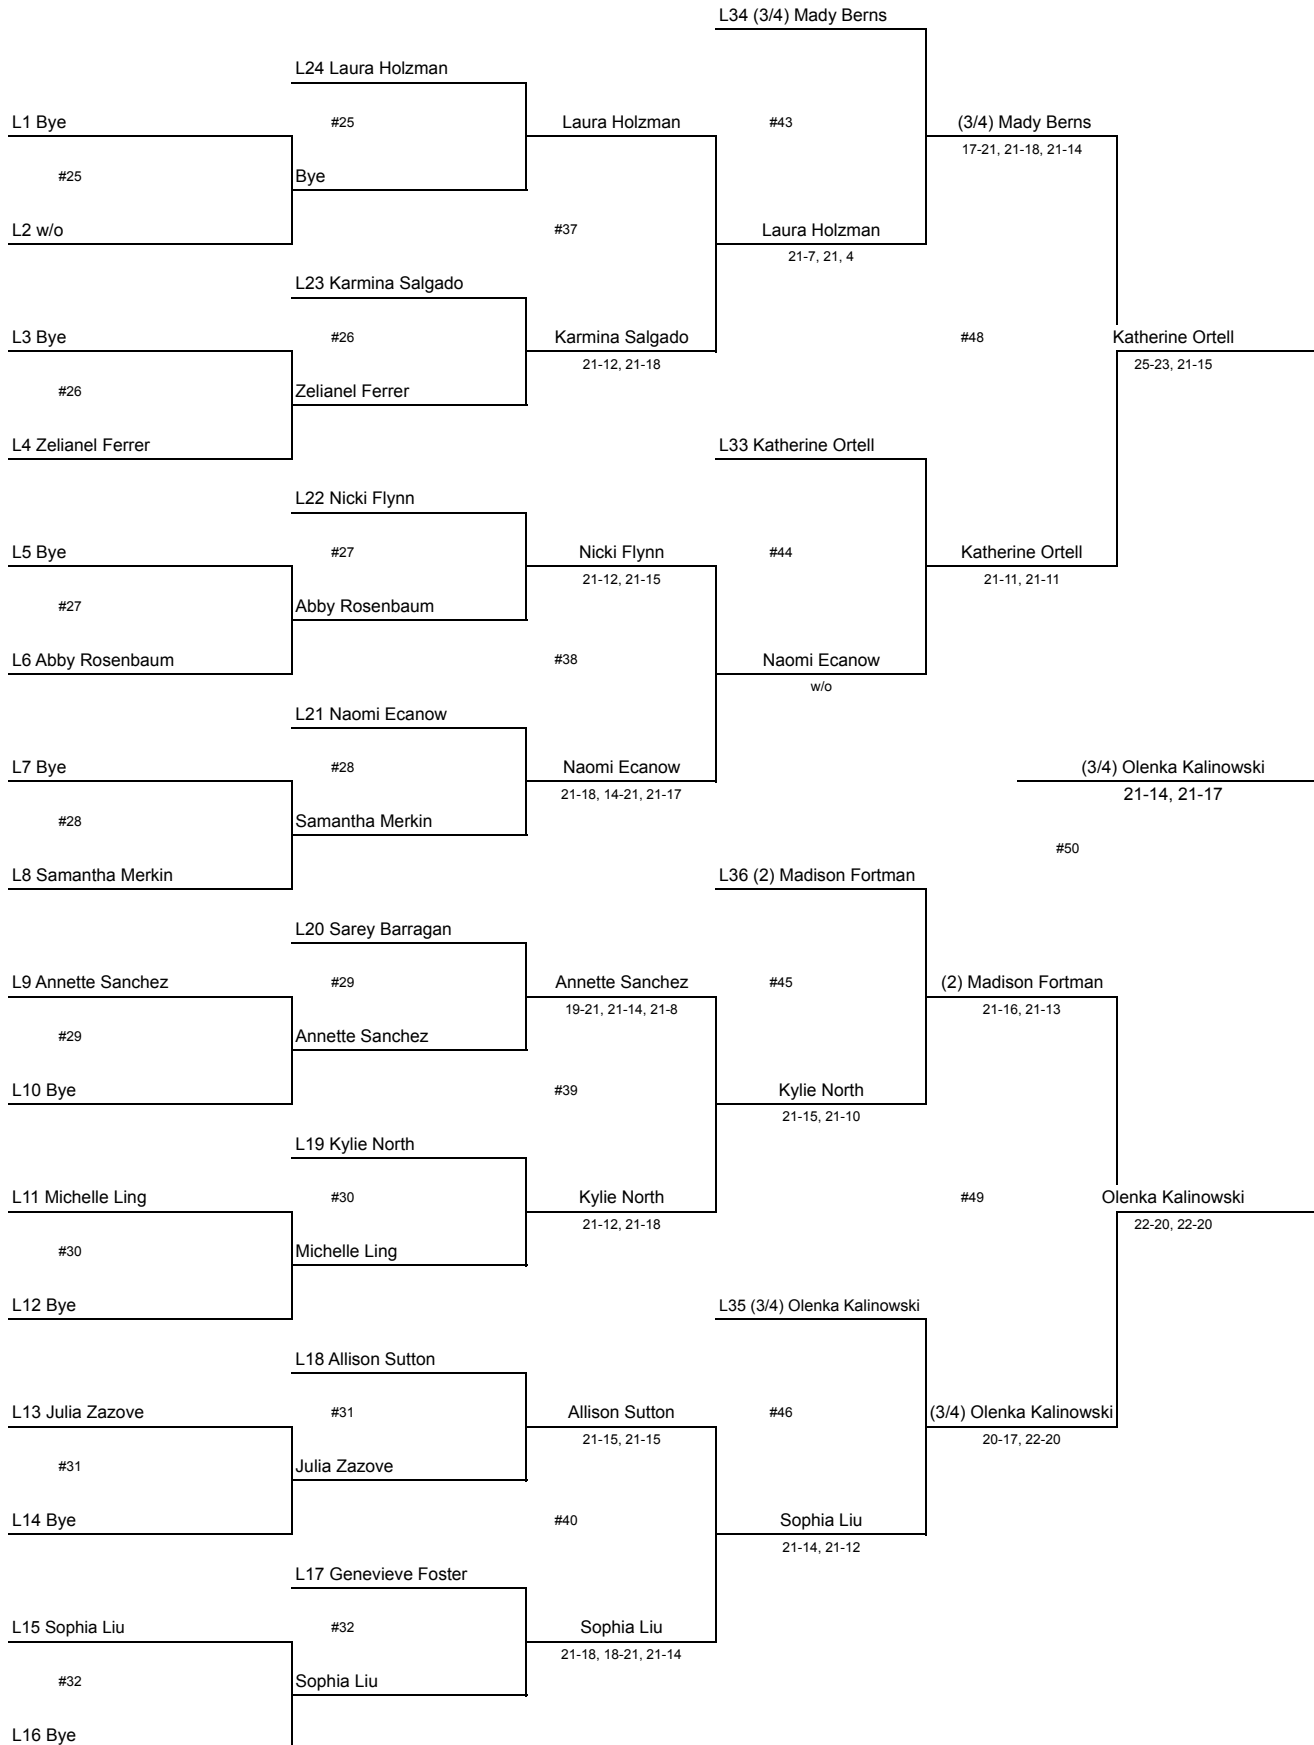 L34 (3/4) Mady Berns
L24 Laura Holzman
L1 Bye
#25
Laura Holzman
#43
(3/4) Mady Berns
17-21, 21-18, 21-14
#25
Bye
L2 w/o
#37
Laura Holzman
21-7, 21, 4
L23 Karmina Salgado
L3 Bye
#26
Karmina Salgado
21-12, 21-18
#48
Katherine Ortell
25-23, 21-15
#26
Zelianel Ferrer
L4 Zelianel Ferrer
L33 Katherine Ortell
L22 Nicki Flynn
L5 Bye
#27
Nicki Flynn
21-12, 21-15
#44
Katherine Ortell
21-11, 21-11
#27
Abby Rosenbaum
L6 Abby Rosenbaum
#38
Naomi Ecanow
w/o
L21 Naomi Ecanow
L7 Bye
#28
Naomi Ecanow
21-18, 14-21, 21-17
(3/4) Olenka Kalinowski
21-14, 21-17
#28
Samantha Merkin
#50
L8 Samantha Merkin
L36 (2) Madison Fortman
L20 Sarey Barragan
L9 Annette Sanchez
#29
Annette Sanchez
19-21, 21-14, 21-8
#45
(2) Madison Fortman
21-16, 21-13
#29
Annette Sanchez
L10 Bye
#39
Kylie North
21-15, 21-10
L19 Kylie North
L11 Michelle Ling
#30
Kylie North
21-12, 21-18
#49
Olenka Kalinowski
22-20, 22-20
#30
Michelle Ling
L12 Bye
L35 (3/4) Olenka Kalinowski
L18 Allison Sutton
L13 Julia Zazove
#31
Allison Sutton
21-15, 21-15
#46
(3/4) Olenka Kalinowski
20-17, 22-20
#31
Julia Zazove
L14 Bye
#40
Sophia Liu
21-14, 21-12
L17 Genevieve Foster
L15 Sophia Liu
#32
Sophia Liu
21-18, 18-21, 21-14
#32
Sophia Liu
L16 Bye